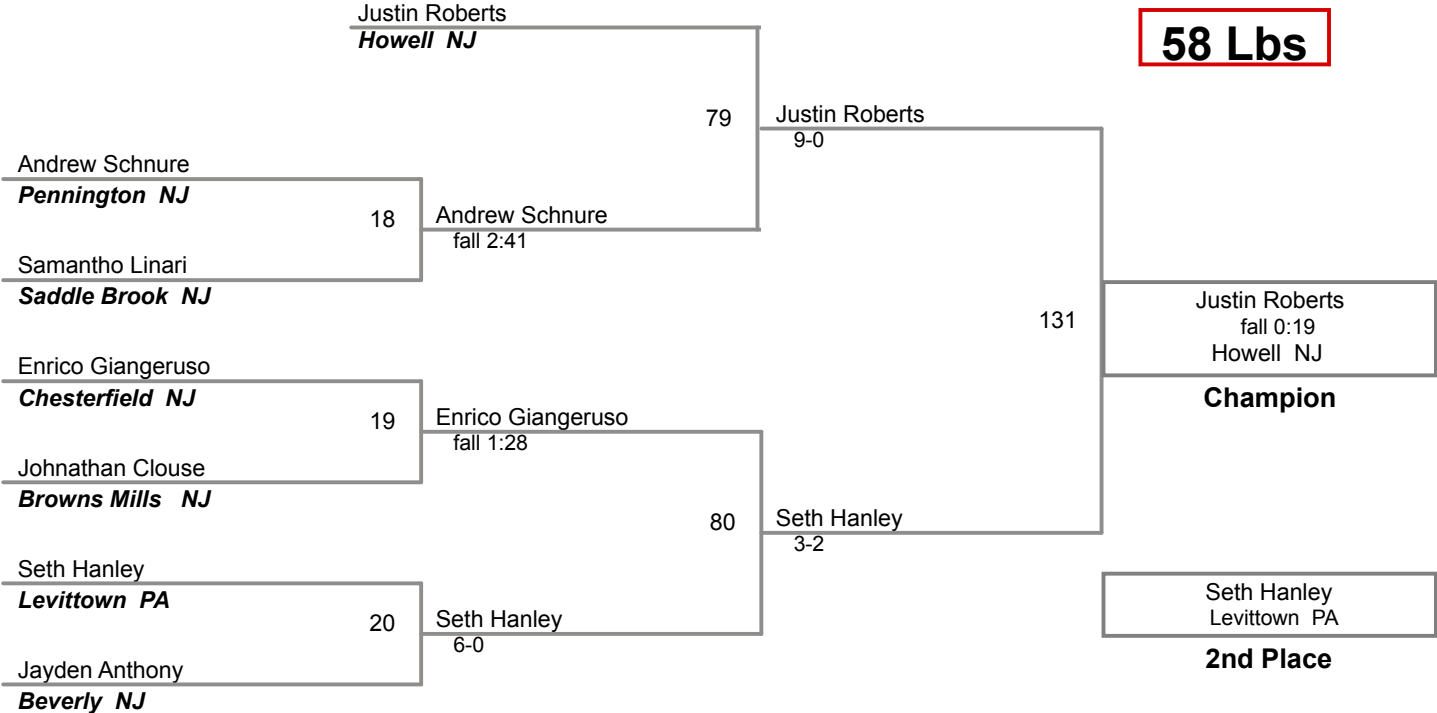 Justin Roberts
Howell NJ
58 Lbs
79
Justin Roberts
9-0
Andrew Schnure
Pennington NJ
18
Andrew Schnure
fall 2:41
Samantho Linari
Saddle Brook NJ
131
Justin Roberts
fall 0:19
Howell NJ
Champion
Enrico Giangeruso
Chesterfield NJ
19
Enrico Giangeruso
fall 1:28
Johnathan Clouse
Browns Mills NJ
80
Seth Hanley
3-2
Seth Hanley
Levittown PA
20
Seth Hanley
6-0
Jayden Anthony
Beverly NJ
Seth Hanley
Levittown PA
2nd Place